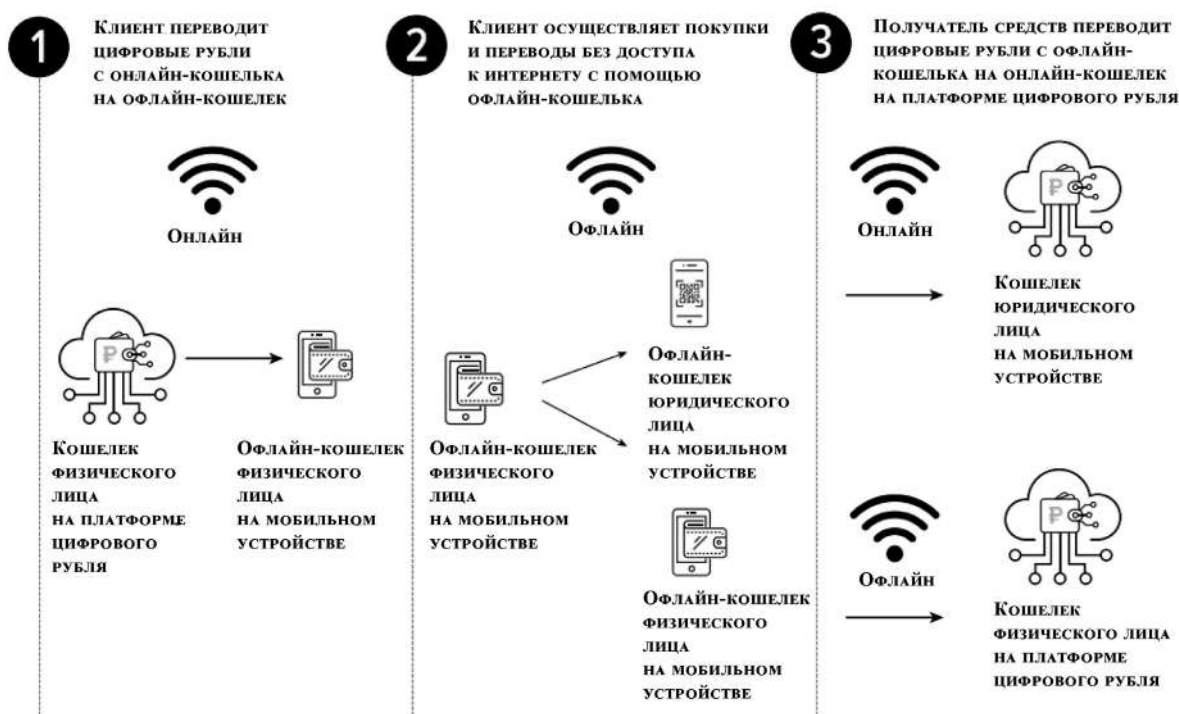 1
Клиент переводит
цифровые рубли
с онлайн-кошелька
на офлайн-кошелек
Онлайн
Кошелек
физического
лица
на платформе
цифрового
рубля
Офлайн-кошелек
физического
лица
на мобильном
устройстве
2
Клиент осуществляет покупки
и переводы без доступа
к интернету с помощью
офлайн-кошелька
Офлайн
Офлайн-кошелек
физического
лица
на мобильном
устройстве
Офлайн-
кошелек
юридического
лица
на мобильном
устройстве
Офлайн-кошелек
физического
лица
на мобильном
устройстве
3
Получатель средств переводит
цифровые рубли с офлайн-
кошелька на онлайн-кошелек
на платформе цифрового рубля
Онлайн
Кошелек
юридического
лица
на мобильном
устройстве
Офлайн
Кошелек
физического лица
на платформе
цифрового рубля